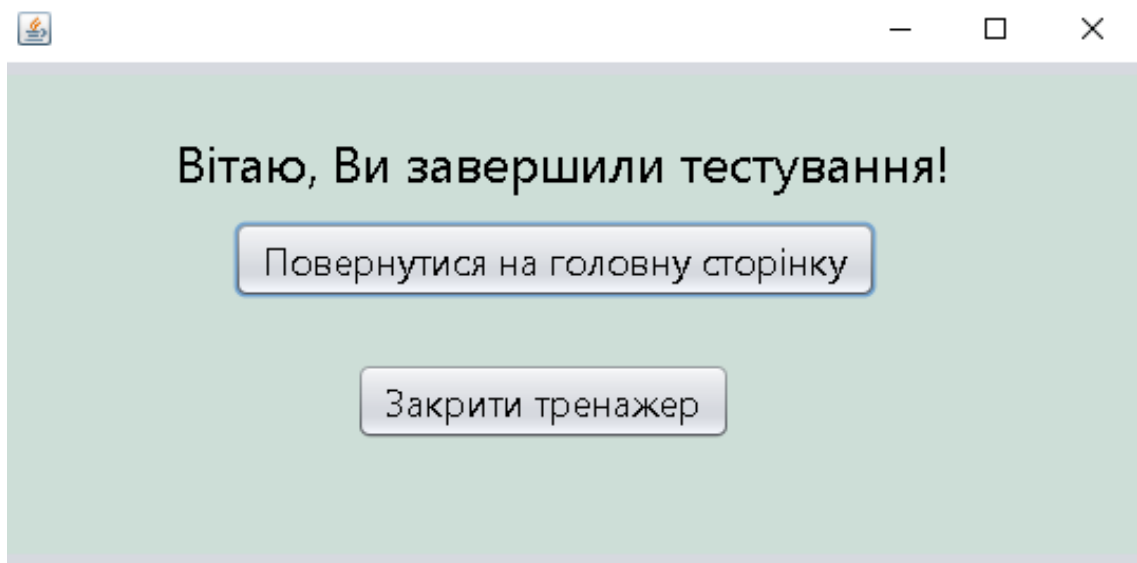 Вітаю, Ви завершили тестування!
Повернутися на головну сторінку
Закрити тренажер